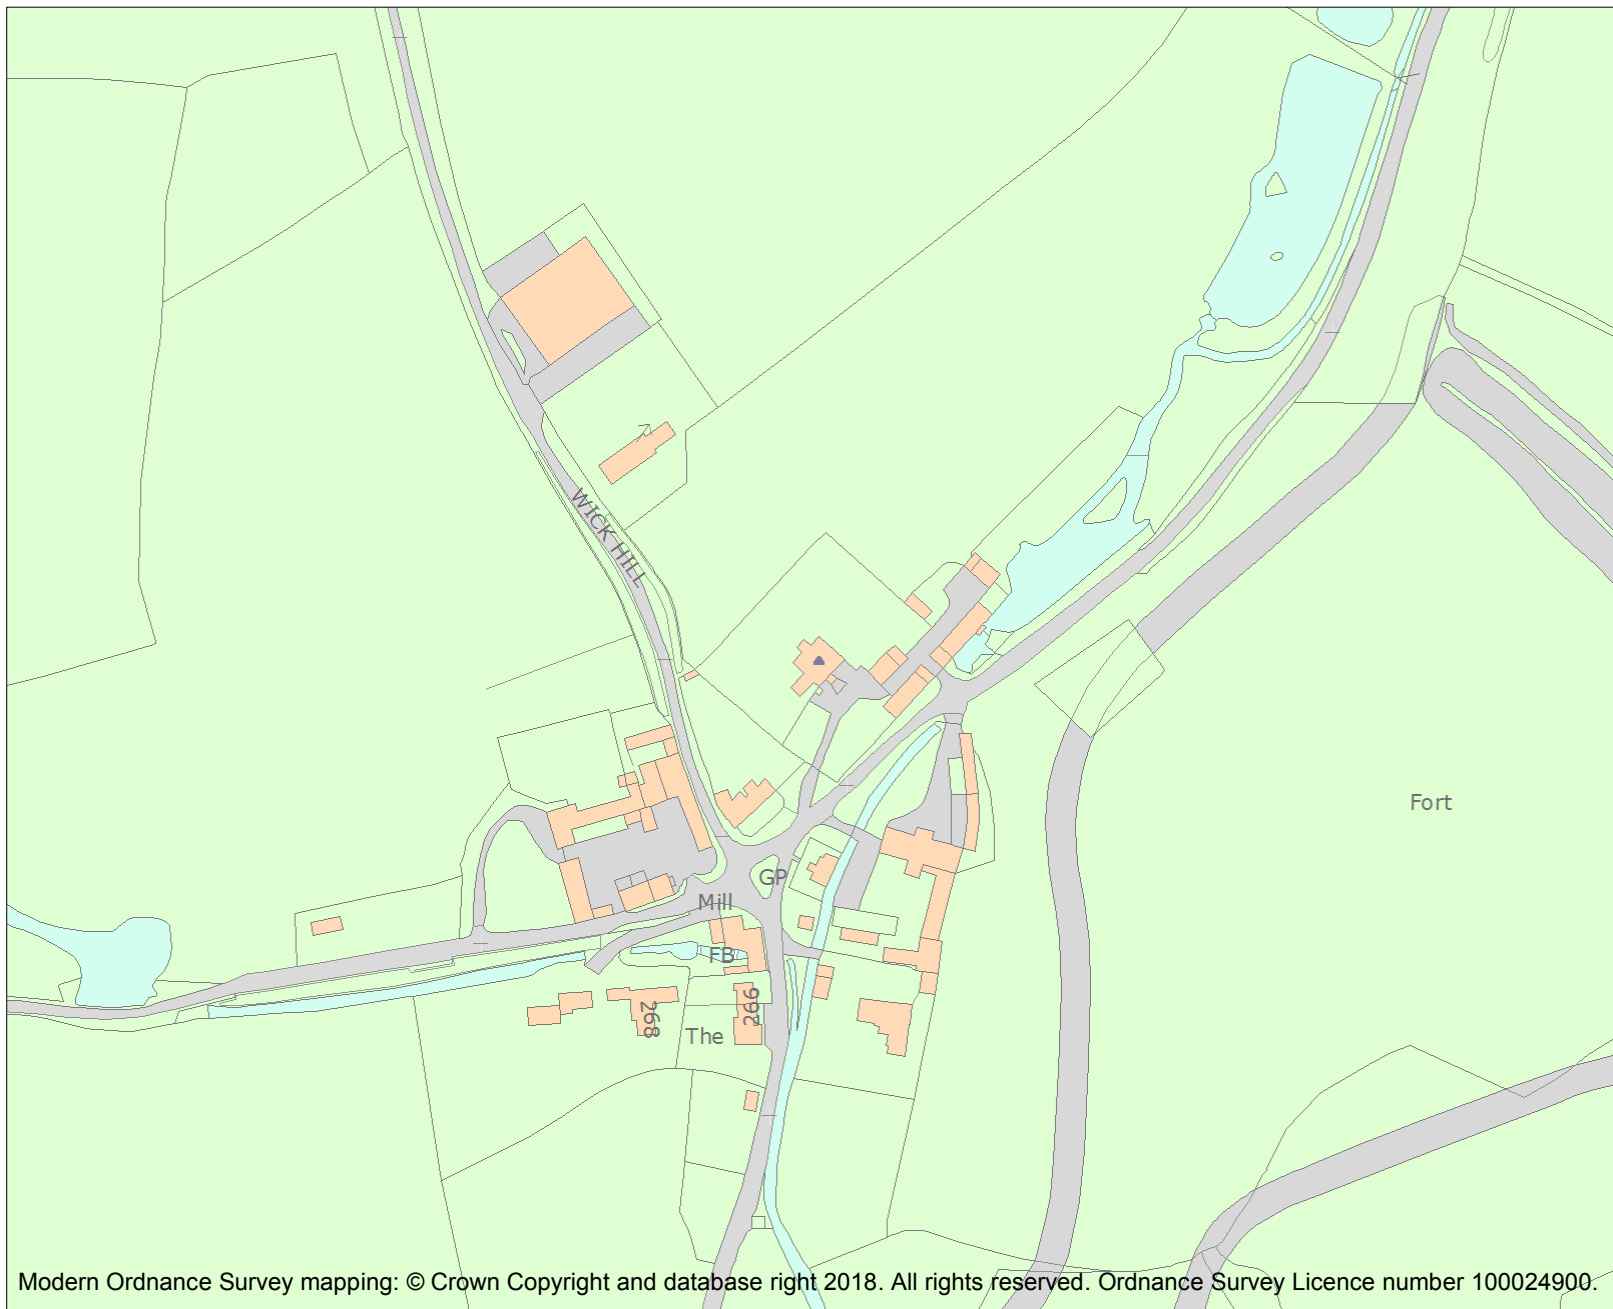 WICK HILL
Fort
GP
Mill
FB
266
268
The
Modern Ordnance Survey mapping: © Crown Copyright and database right 2018. All rights reserved. Ordnance Survey Licence number 100024900.